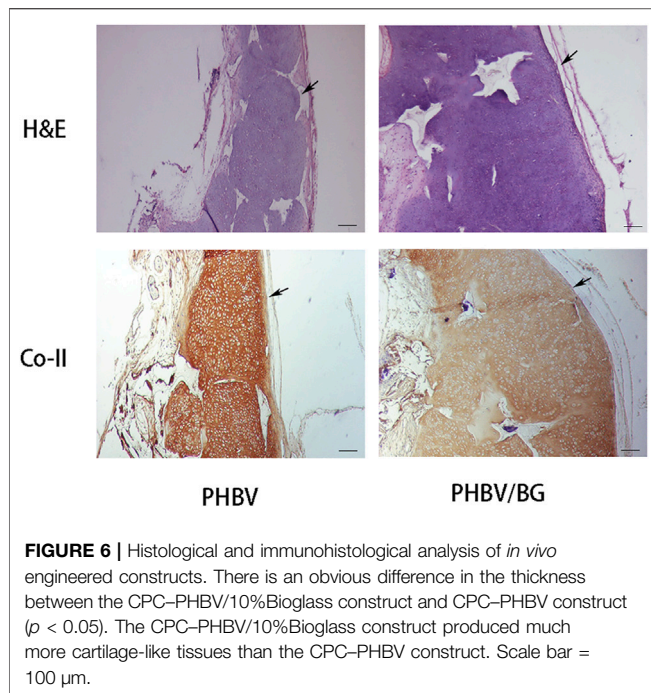 H&E
Co-II
PHBV PHBV/BG
FIGURE 6 | Histological and immunohistological analysis of in vivo
engineered constructs. There is an obvious difference in the thickness
between the CPC–PHBV/10%Bioglass construct and CPC–PHBV construct
(p < 0.05). The CPC–PHBV/10%Bioglass construct produced much
more cartilage-like tissues than the CPC–PHBV construct. Scale bar =
100 μm.